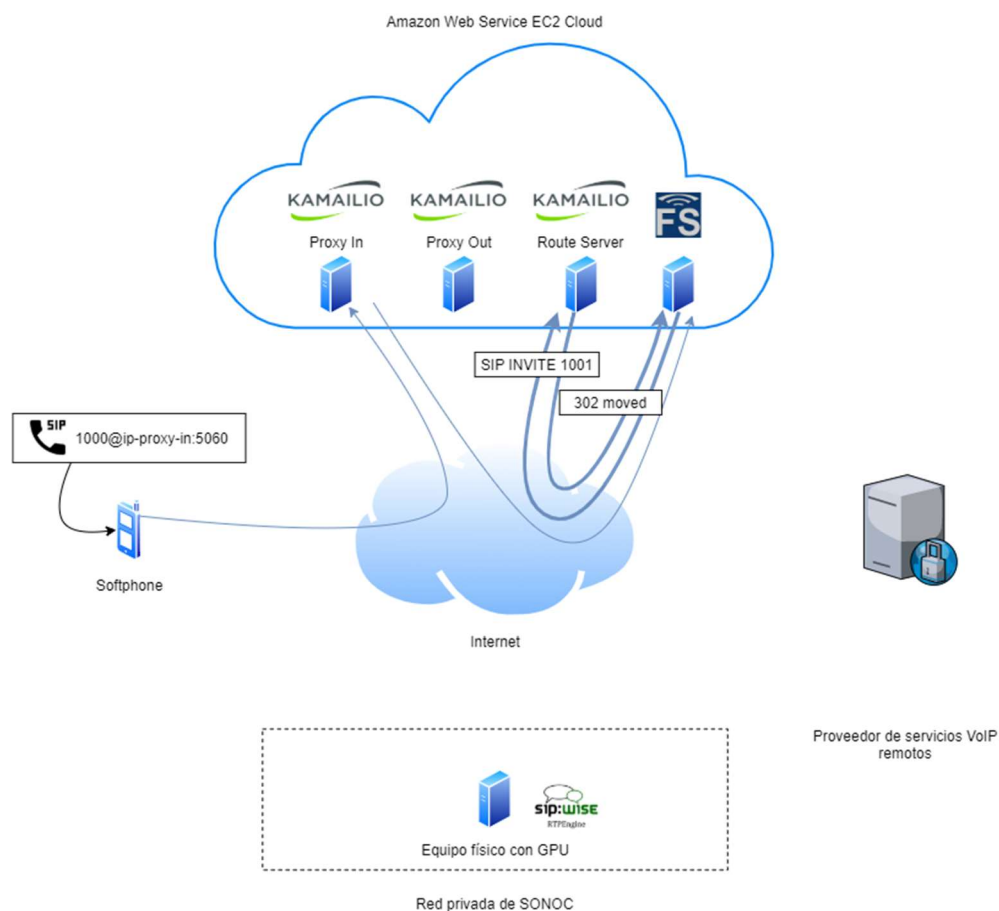 Amazon Web Service EC2 Cloud
KAMAILIO
KAMAILIO
KAMAILIO
FS
Proxy In
Proxy Out
Route Server
SIP INVITE 1001
302 moved
SIP
1000@ip-proxy-in:5060
Softphone
Internet
Proveedor de servicios VoIP
remotos
sip:wise
RTPEngine
Equipo físico con GPU
Red privada de SONOC